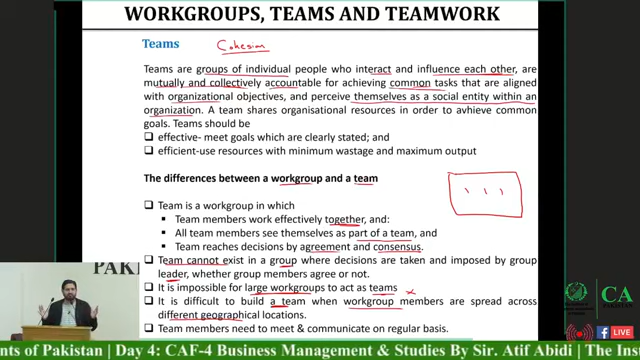 WORKGROUPS, TEAMS AND TEAMWORK
Teams
Cohesion
Teams are groups of individual people who interact and influence each other, are
mutually and collectively accountable for achieving common tasks that are aligned
with organizational objectives, and perceive themselves as a social entity within an
organization. A team shares organisational resources in order to avhieve common
goals. Teams should be
effective- meet goals which are clearly stated; and
efficient-use resources with minimum wastage and maximum output
The differences between a workgroup and a team
Team is a workgroup in which
Team members work effectively together, and:
All team members see themselves as part of a team, and
Team reaches decisions by agreement and consensus.
Team cannot exist in a group where decisions are taken and imposed by group
leader, whether group members agree or not.
It is impossible for large workgroups to act as teams
It is difficult to build a team when workgroup members are spread across
different geographical locations.
Team members need to meet & communicate on regular basis.
CA
PAKISTAN
LIVE
nts of Pakistan | Day 4: CAF-4 Business Management & Studies By Sir. Atif Abidi | The Ins